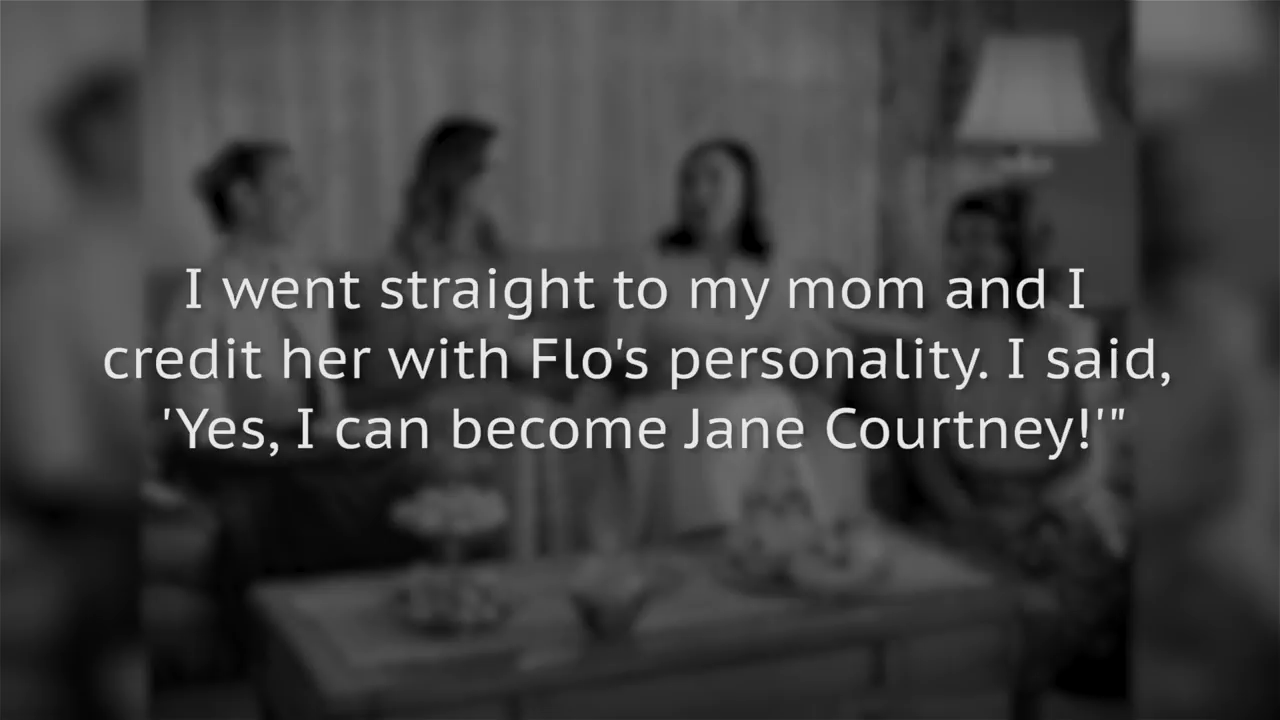 I went straight to my mom and I
credit her with Flo's personality. I said,
'Yes, I can become Jane Courtney!'"